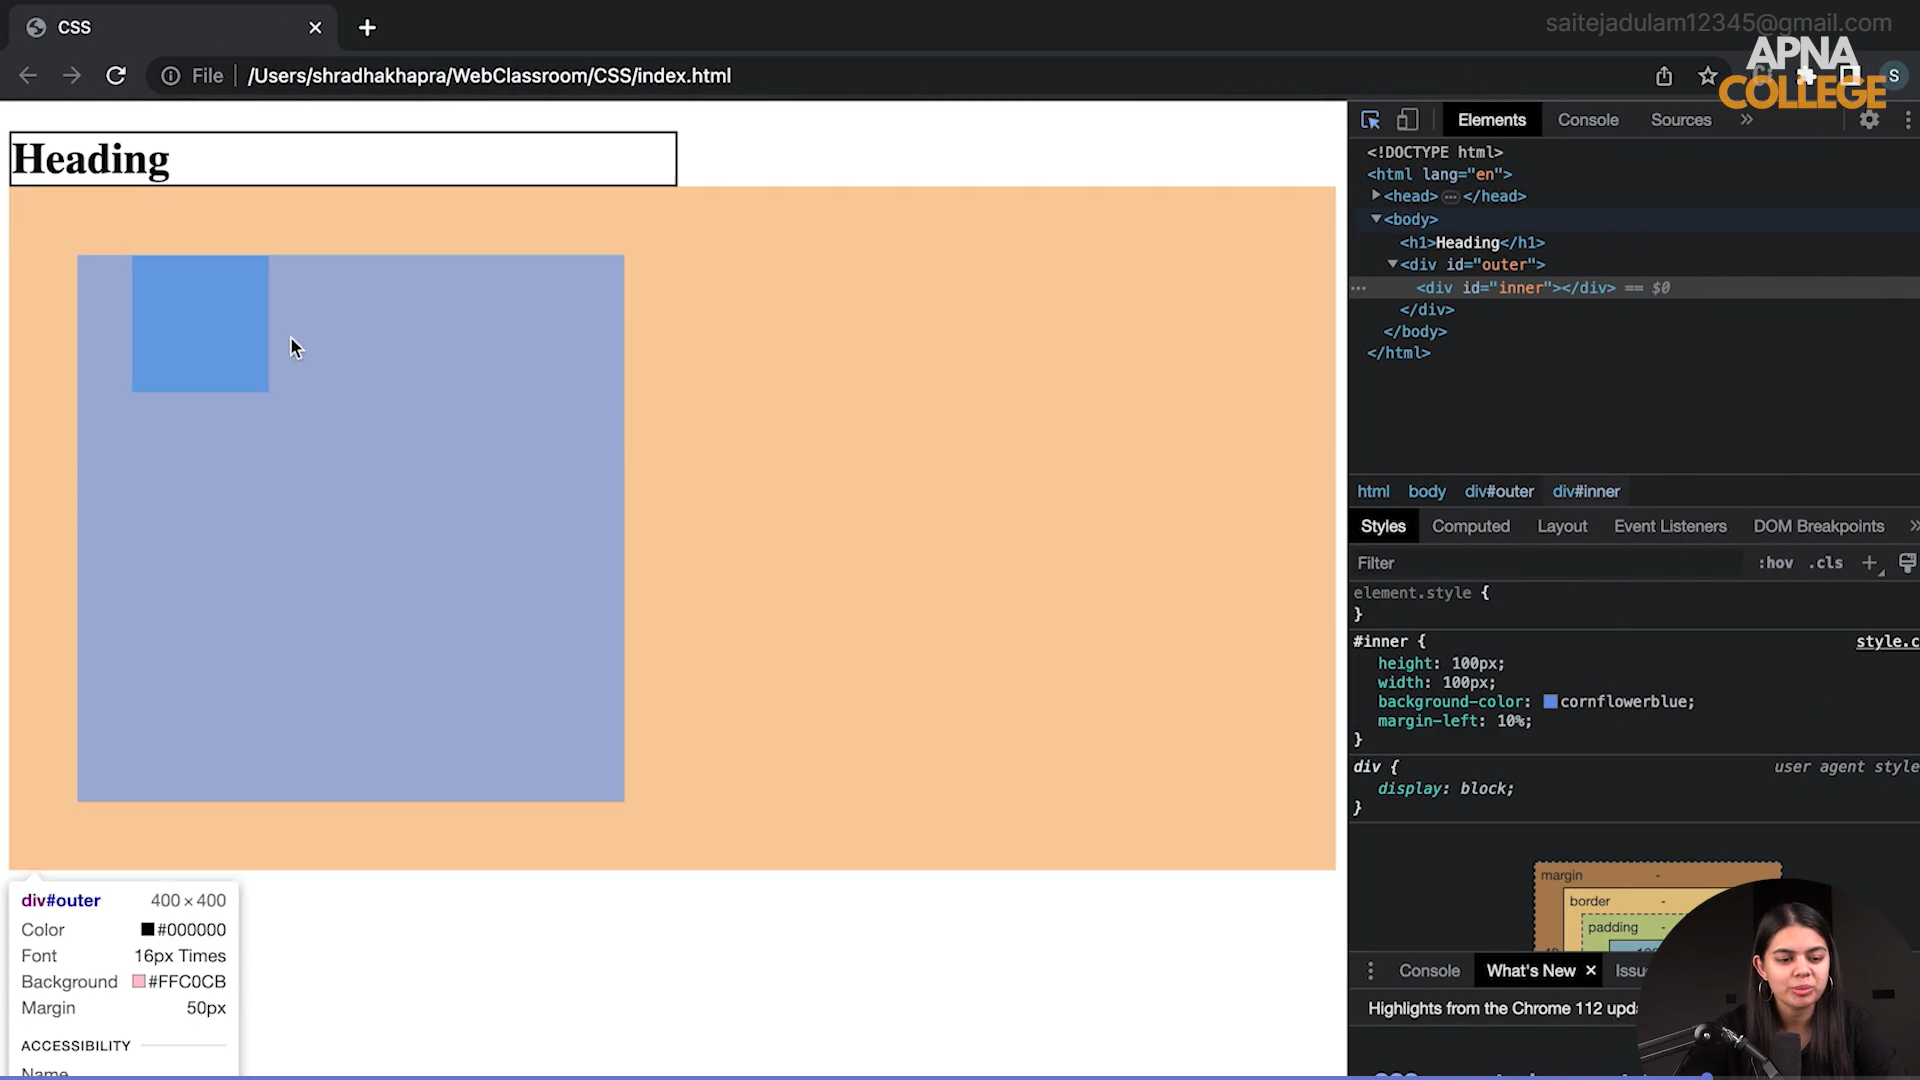 CSS
saitejadulam12345@gmail.com
APNA
COLLEGE
File
/Users/shradhakhapra/WebClassroom/CSS/index.html
S
Heading
Elements
Console
Sources
<!DOCTYPE html>
<html lang="en">
<head> … </head>
<body>
<h1>Heading</h1>
<div id="outer">
<div id="inner"></div> == $0
</div>
</body>
</html>
html body div#outer div#inner
Styles Computed Layout Event Listeners DOM Breakpoints
Filter :hov .cls
element.style {
}
#inner { style.c
height: 100px;
width: 100px;
background-color: cornflowerblue;
margin-left: 10%;
}
div { user agent style
display: block;
}
margin -
border -
padding -
div#outer 400 × 400
Color #000000
Font 16px Times
Background #FFC0CB
Margin 50px
ACCESSIBILITY
Name
Console What's New Issu
Highlights from the Chrome 112 upda